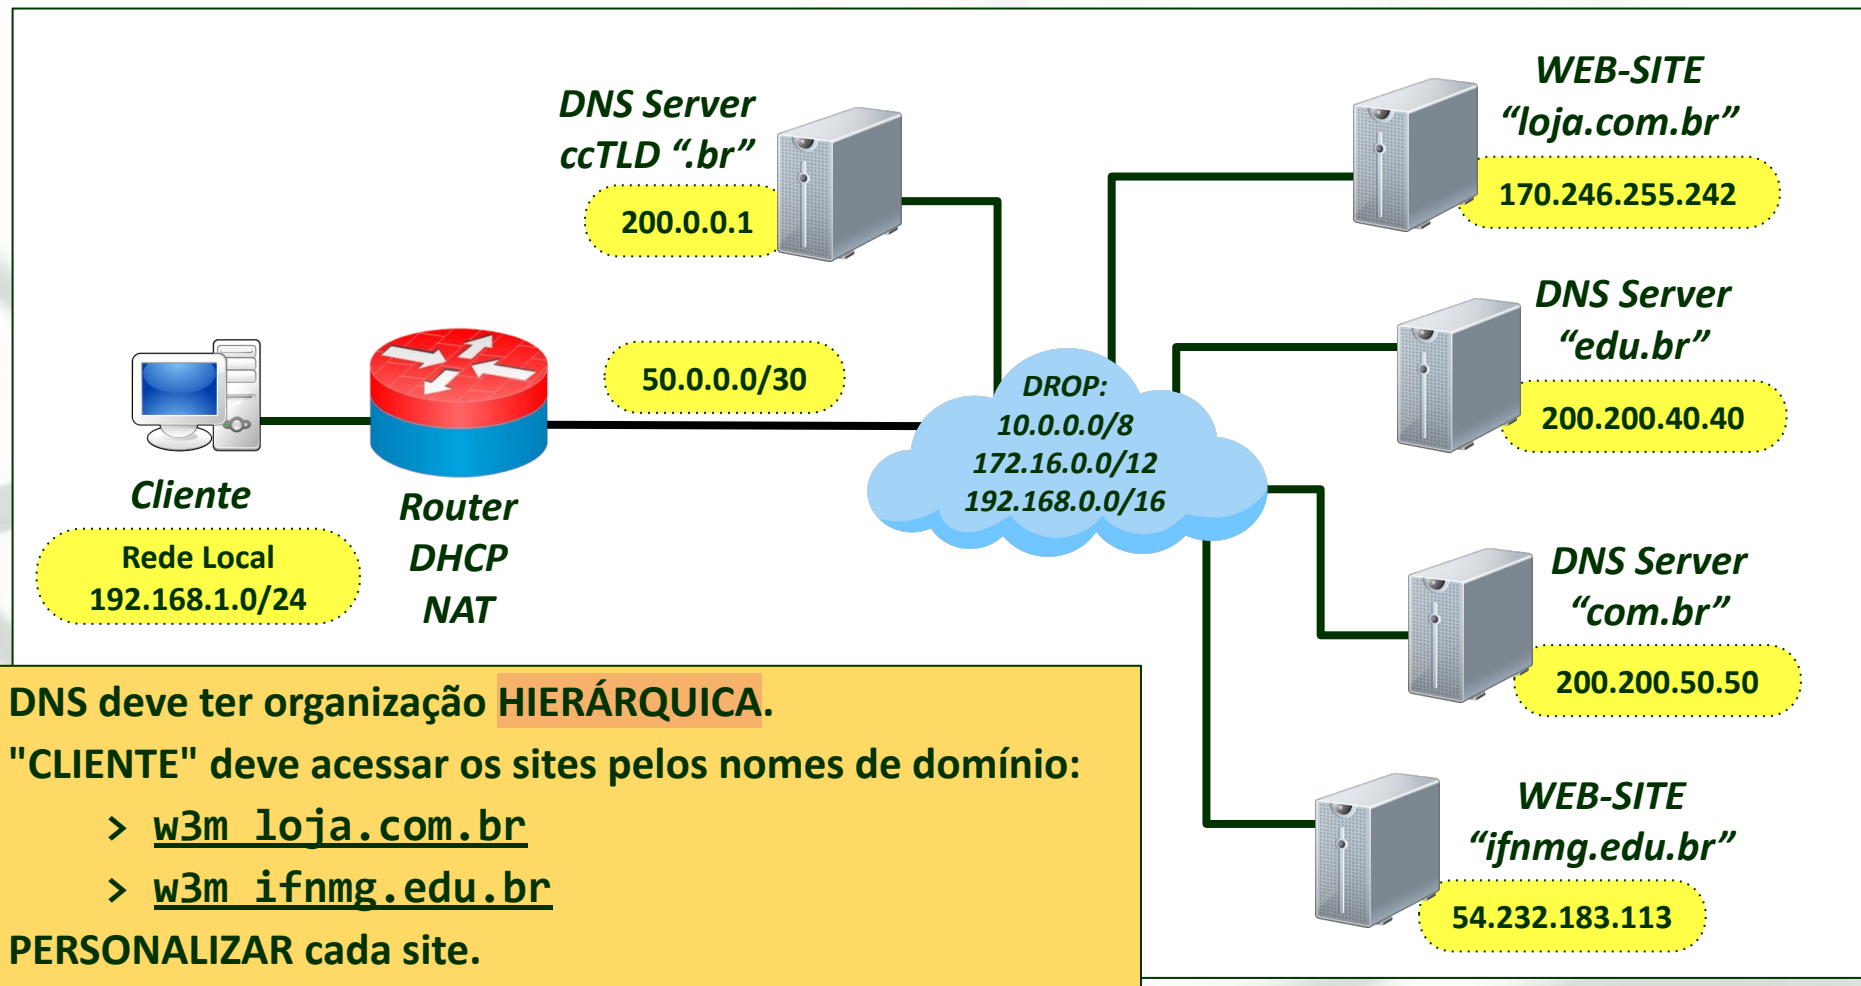 DNS Server
ccTLD “.br”
200.0.0.1
WEB-SITE
“loja.com.br”
170.246.255.242
DNS Server
“edu.br”
200.200.40.40
50.0.0.0/30
DROP:
10.0.0.0/8
172.16.0.0/12
192.168.0.0/16
Cliente
Rede Local
192.168.1.0/24
Router
DHCP
NAT
DNS Server
“com.br”
200.200.50.50
WEB-SITE
“ifnmg.edu.br”
54.232.183.113
DNS deve ter organização HIERÁRQUICA.
"CLIENTE" deve acessar os sites pelos nomes de domínio:
> w3m loja.com.br
> w3m ifnmg.edu.br
PERSONALIZAR cada site.